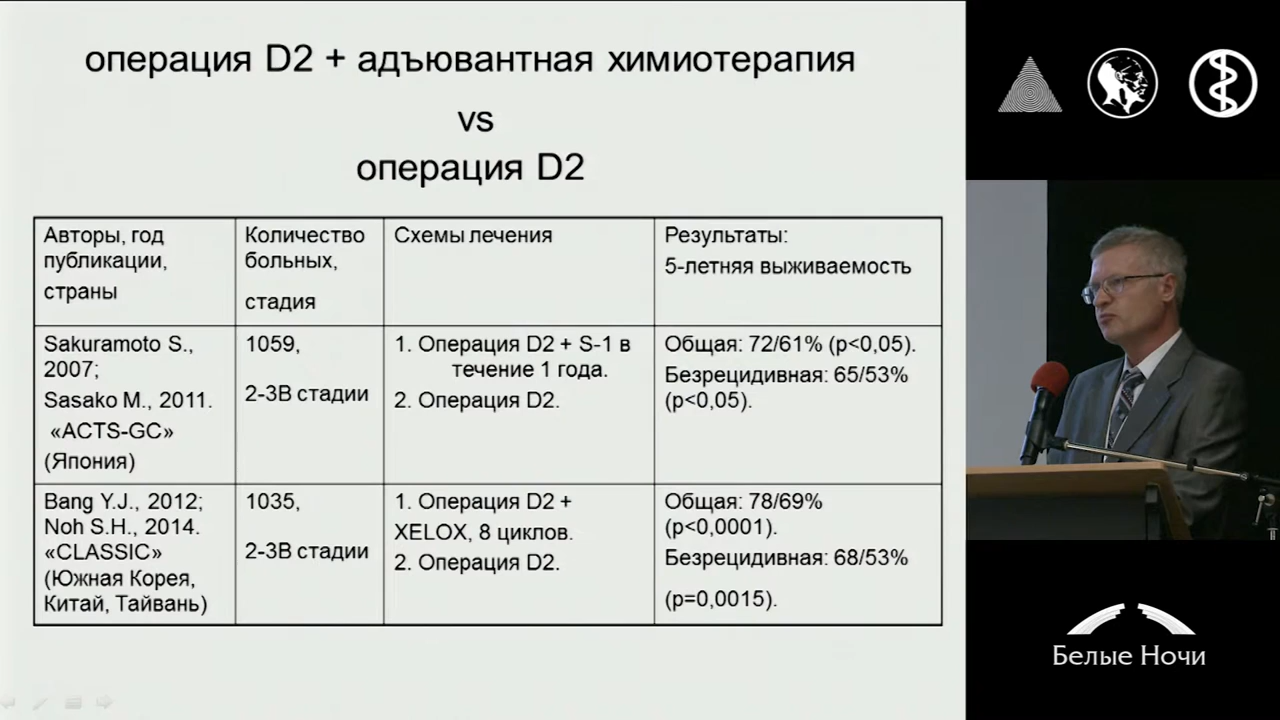 операция D2 + адъювантная химиотерапия
vs
операция D2
Авторы, год
публикации,
страны
Количество
больных,
стадия
Схемы лечения
Результаты:
5-летняя выживаемость
Sakuramoto S.,
2007;
Sasako M., 2011.
«ACTS-GC»
(Япония)
1059,
2-3В стадии
1. Операция D2 + S-1 в
течение 1 года.
2. Операция D2.
Общая: 72/61% (p<0,05).
Безрецидивная: 65/53%
(p<0,05).
Bang Y.J., 2012;
Noh S.H., 2014.
«CLASSIC»
(Южная Корея,
Китай, Тайвань)
1035,
2-3В стадии
1. Операция D2 +
XELOX, 8 циклов.
2. Операция D2.
Общая: 78/69%
(p<0,0001).
Безрецидивная: 68/53%
(p=0,0015).
Белые Ночи